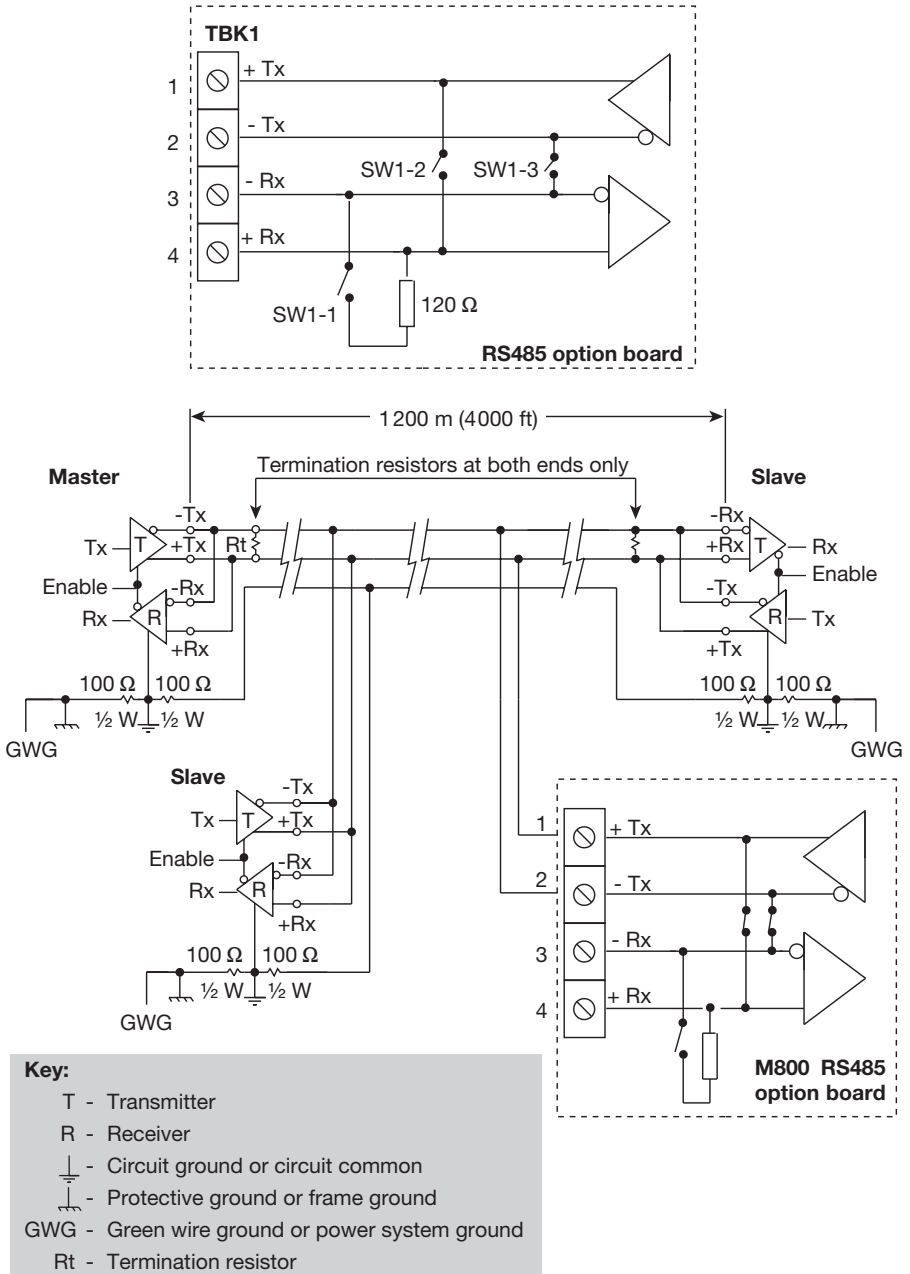 TBK1
1
+ Tx
2
- Tx
SW1-2
SW1-3
3
- Rx
4
+ Rx
SW1-1
120 Ω
RS485 option board
1200 m (4000 ft)
Master
Termination resistors at both ends only
Slave
-Tx
-Rx
Tx
T
+Tx
Rt
+Rx
T
Rx
Enable
Enable
-Rx
-Tx
Rx
R
R
Tx
+Rx
+Tx
100 Ω
100 Ω
100 Ω
100 Ω
½ W
½ W
½ W
½ W
GWG
GWG
Slave
-Tx
Tx
T
+Tx
Enable
-Rx
Rx
R
+Rx
100 Ω
100 Ω
½ W
½ W
GWG
1
+ Tx
2
- Tx
3
- Rx
4
+ Rx
M800 RS485
option board
Key:
T - Transmitter
R - Receiver
- Circuit ground or circuit common
- Protective ground or frame ground
GWG - Green wire ground or power system ground
Rt - Termination resistor